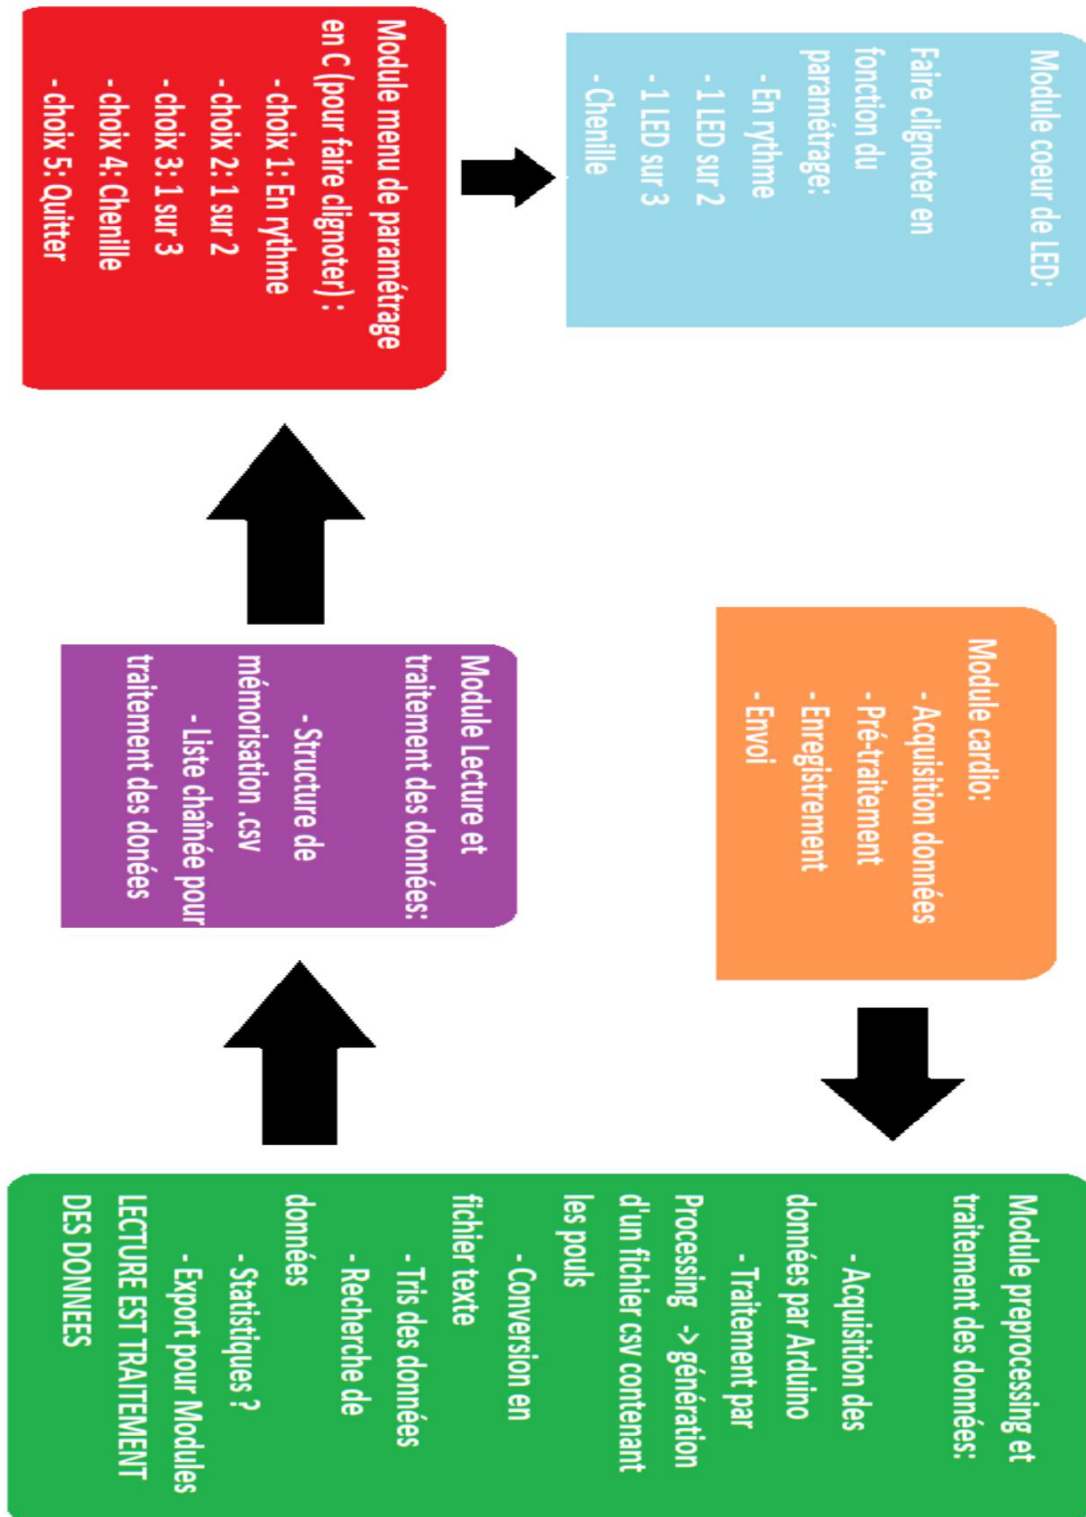 Module coeur de LED:
Faire clignoter en
fonction du
paramétrage:
- En rythme
- 1 LED sur 2
- 1 LED sur 3
- Chenille
Module cardio:
- Acquisition données
- Pré-traitement
- Enregistrement
- Envoi
Module preprocessing et
traitement des données:
- Acquisition des
données par Arduino
- Traitement par
Processing -> génération
d'un fichier csv contenant
les pouls
- Conversion en
fichier texte
- Tris des données
- Recherche de
données
- Statistiques ?
- Export pour Modules
LECTURE EST TRAITEMENT
DES DONNEES
Module Lecture et
traitement des données:
- Structure de
mémorisation .csv
- Liste chaînée pour
traitement des donées
Module menu de paramétrage
en C (pour faire clignoter) :
- choix 1: En rythme
- choix 2: 1 sur 2
- choix 3: 1 sur 3
- choix 4: Chenille
- choix 5: Quitter